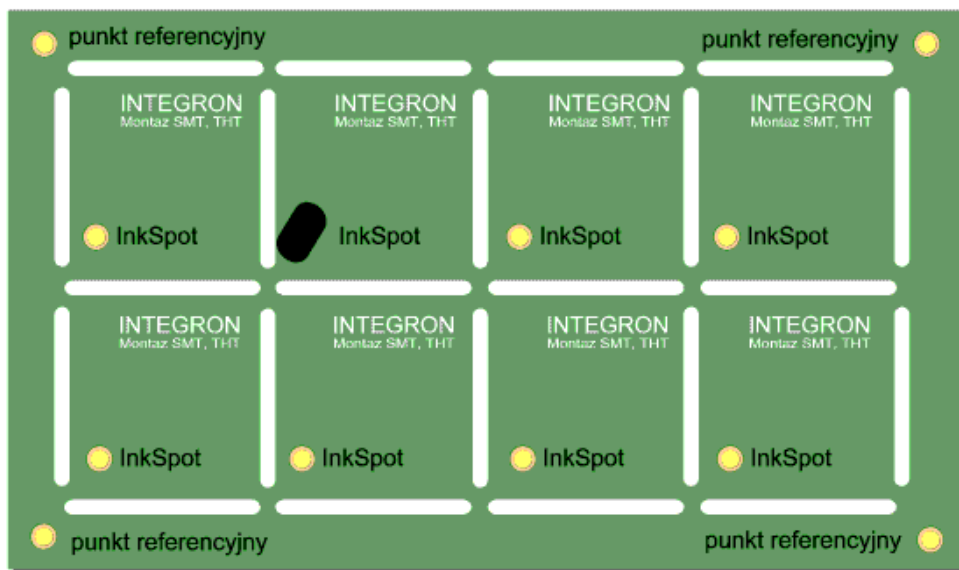 punkt referencyjny punkt referencyjny
INTEGRON INTEGRON INTEGRON INTEGRON
Montaz SMT, THT Montaz SMT, THT Montaz SMT, THT Montaz SMT, THT
InkSpot InkSpot InkSpot InkSpot
INTEGRON INTEGRON INTEGRON INTEGRON
Montaz SMT, THT Montaz SMT, THT Montaz SMT, THT Montaz SMT, THT
InkSpot InkSpot InkSpot InkSpot
punkt referencyjny punkt referencyjny